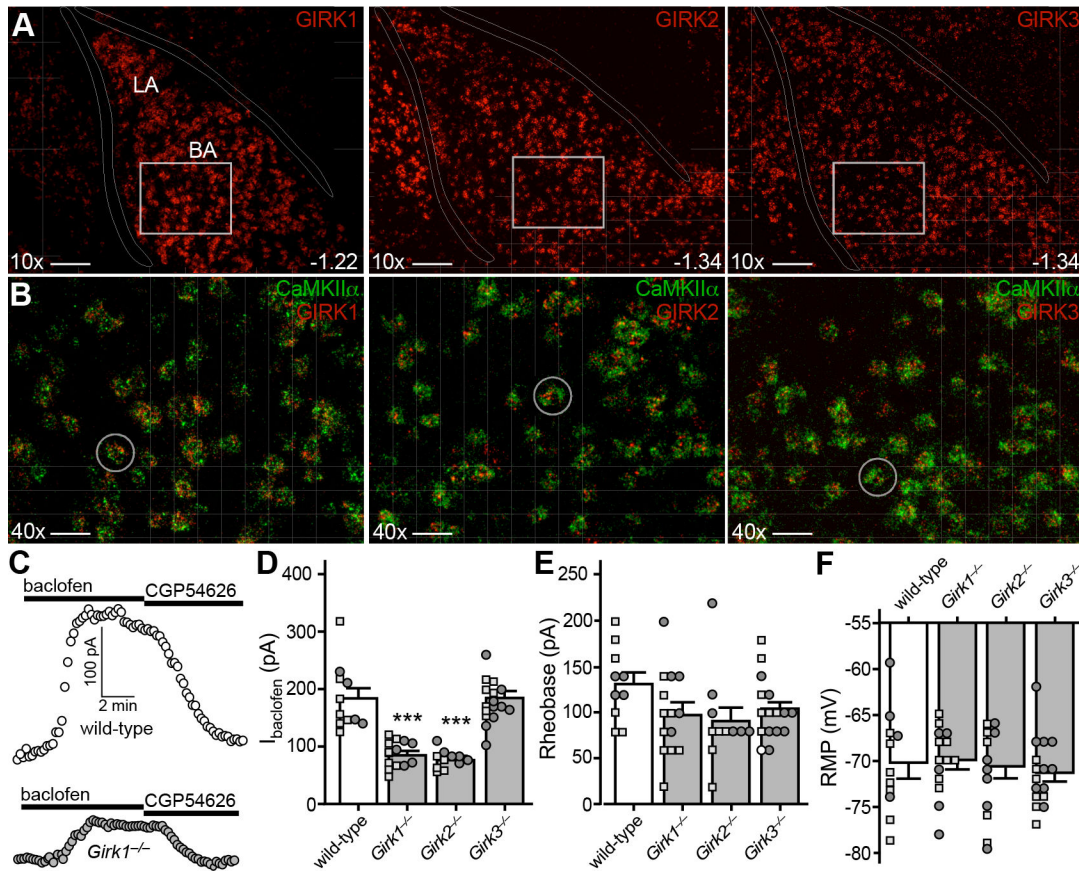 A
GIRK1
GIRK2
GIRK3
LA
BA
10x
-1.22
-1.34
-1.34
B
CaMKIIα
GIRK1
CaMKIIα
GIRK2
CaMKIIα
GIRK3
40x
40x
40x
C
baclofen
CGP54626
100 pA
2 min
wild-type
baclofen
CGP54626
Girk1–/–
D
400
300
200
100
0
Ibaclofen (pA)
***
***
wild-type
Girk1–/–
Girk2–/–
Girk3–/–
E
250
200
150
100
50
0
Rheobase (pA)
wild-type
Girk1–/–
Girk2–/–
Girk3–/–
F
wild-type
Girk1–/–
Girk2–/–
Girk3–/–
-55
-60
-65
-70
-75
-80
RMP (mV)